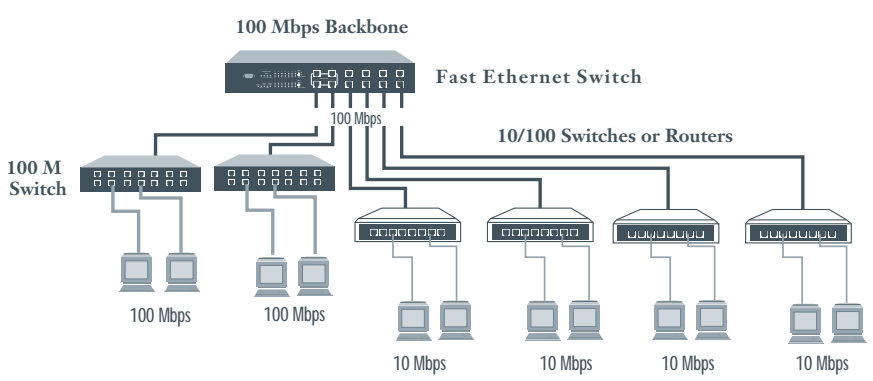 100 Mbps Backbone
Fast Ethernet Switch
100 Mbps
10/100 Switches or Routers
100 M
Switch
100 Mbps
100 Mbps
10 Mbps
10 Mbps
10 Mbps
10 Mbps